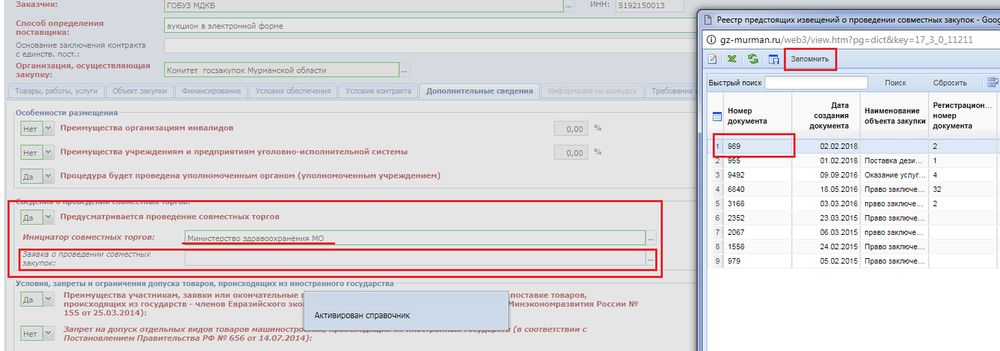 Заказчик: ГОБУЗ МДКБ ... ИНН: 5192150013
Способ определения
поставщика: аукцион в электронной форме
Основание заключения контракта
с единств. пост.:
Организация, осуществляющая
закупку: Комитет госзакупок Мурманской области ...
Товары, работы, услуги Объект закупки Финансирование Условия обеспечения Условия контракта Дополнительные сведения Информация по конкурсу Требования
Особенности размещения
Нет Преимущества организациям инвалидов 0,00 %
Нет Преимущества учреждениям и предприятиям уголовно-исполнительной системы 0,00 %
Да Процедура будет проведена уполномоченным органом (уполномоченным учреждением)
Сведения о проведении совместных торгов:
Да Предусматривается проведение совместных торгов
Инициатор совместных торгов: Министерство здравоохранения МО ...
Заявка о проведении совместных
закупок: ...
Условия, запреты и ограничения допуска товаров, происходящих из иностранного государства
Да Преимущества участникам, заявки или окончательные поставке товаров,
происходящих из государств - членов Евразийского Минэкономразвития России №
155 от 25.03.2014):
Активирован справочник
Нет Запрет на допуск отдельных видов товаров машиностроения, происходящих из иностранных государств (в соответствии с
Постановлением Правительства РФ № 656 от 14.07.2014):
Реестр предстоящих извещений о проведении совместных закупок - Goog
gz-murman.ru/web3/view.htm?pg=dict&key=17_3_0_11211
Запомнить
Быстрый поиск Поиск Сбросить
Номер
документа
Дата
создания
документа
Наименование
объекта закупки
Регистрацион...
номер
документа
1 989 02.02.2018 2
2 955 01.02.2018 Поставка дези... 1
3 9492 09.09.2016 Оказание услуг... 4
4 6840 18.05.2016 Право заключе... 32
5 3168 03.03.2016 право заключе... 2
6 2352 23.03.2015 Право заключе...
7 2067 06.03.2015 право заключе...
8 1558 24.02.2015 Право заключе...
9 979 05.02.2015 Право заключе...